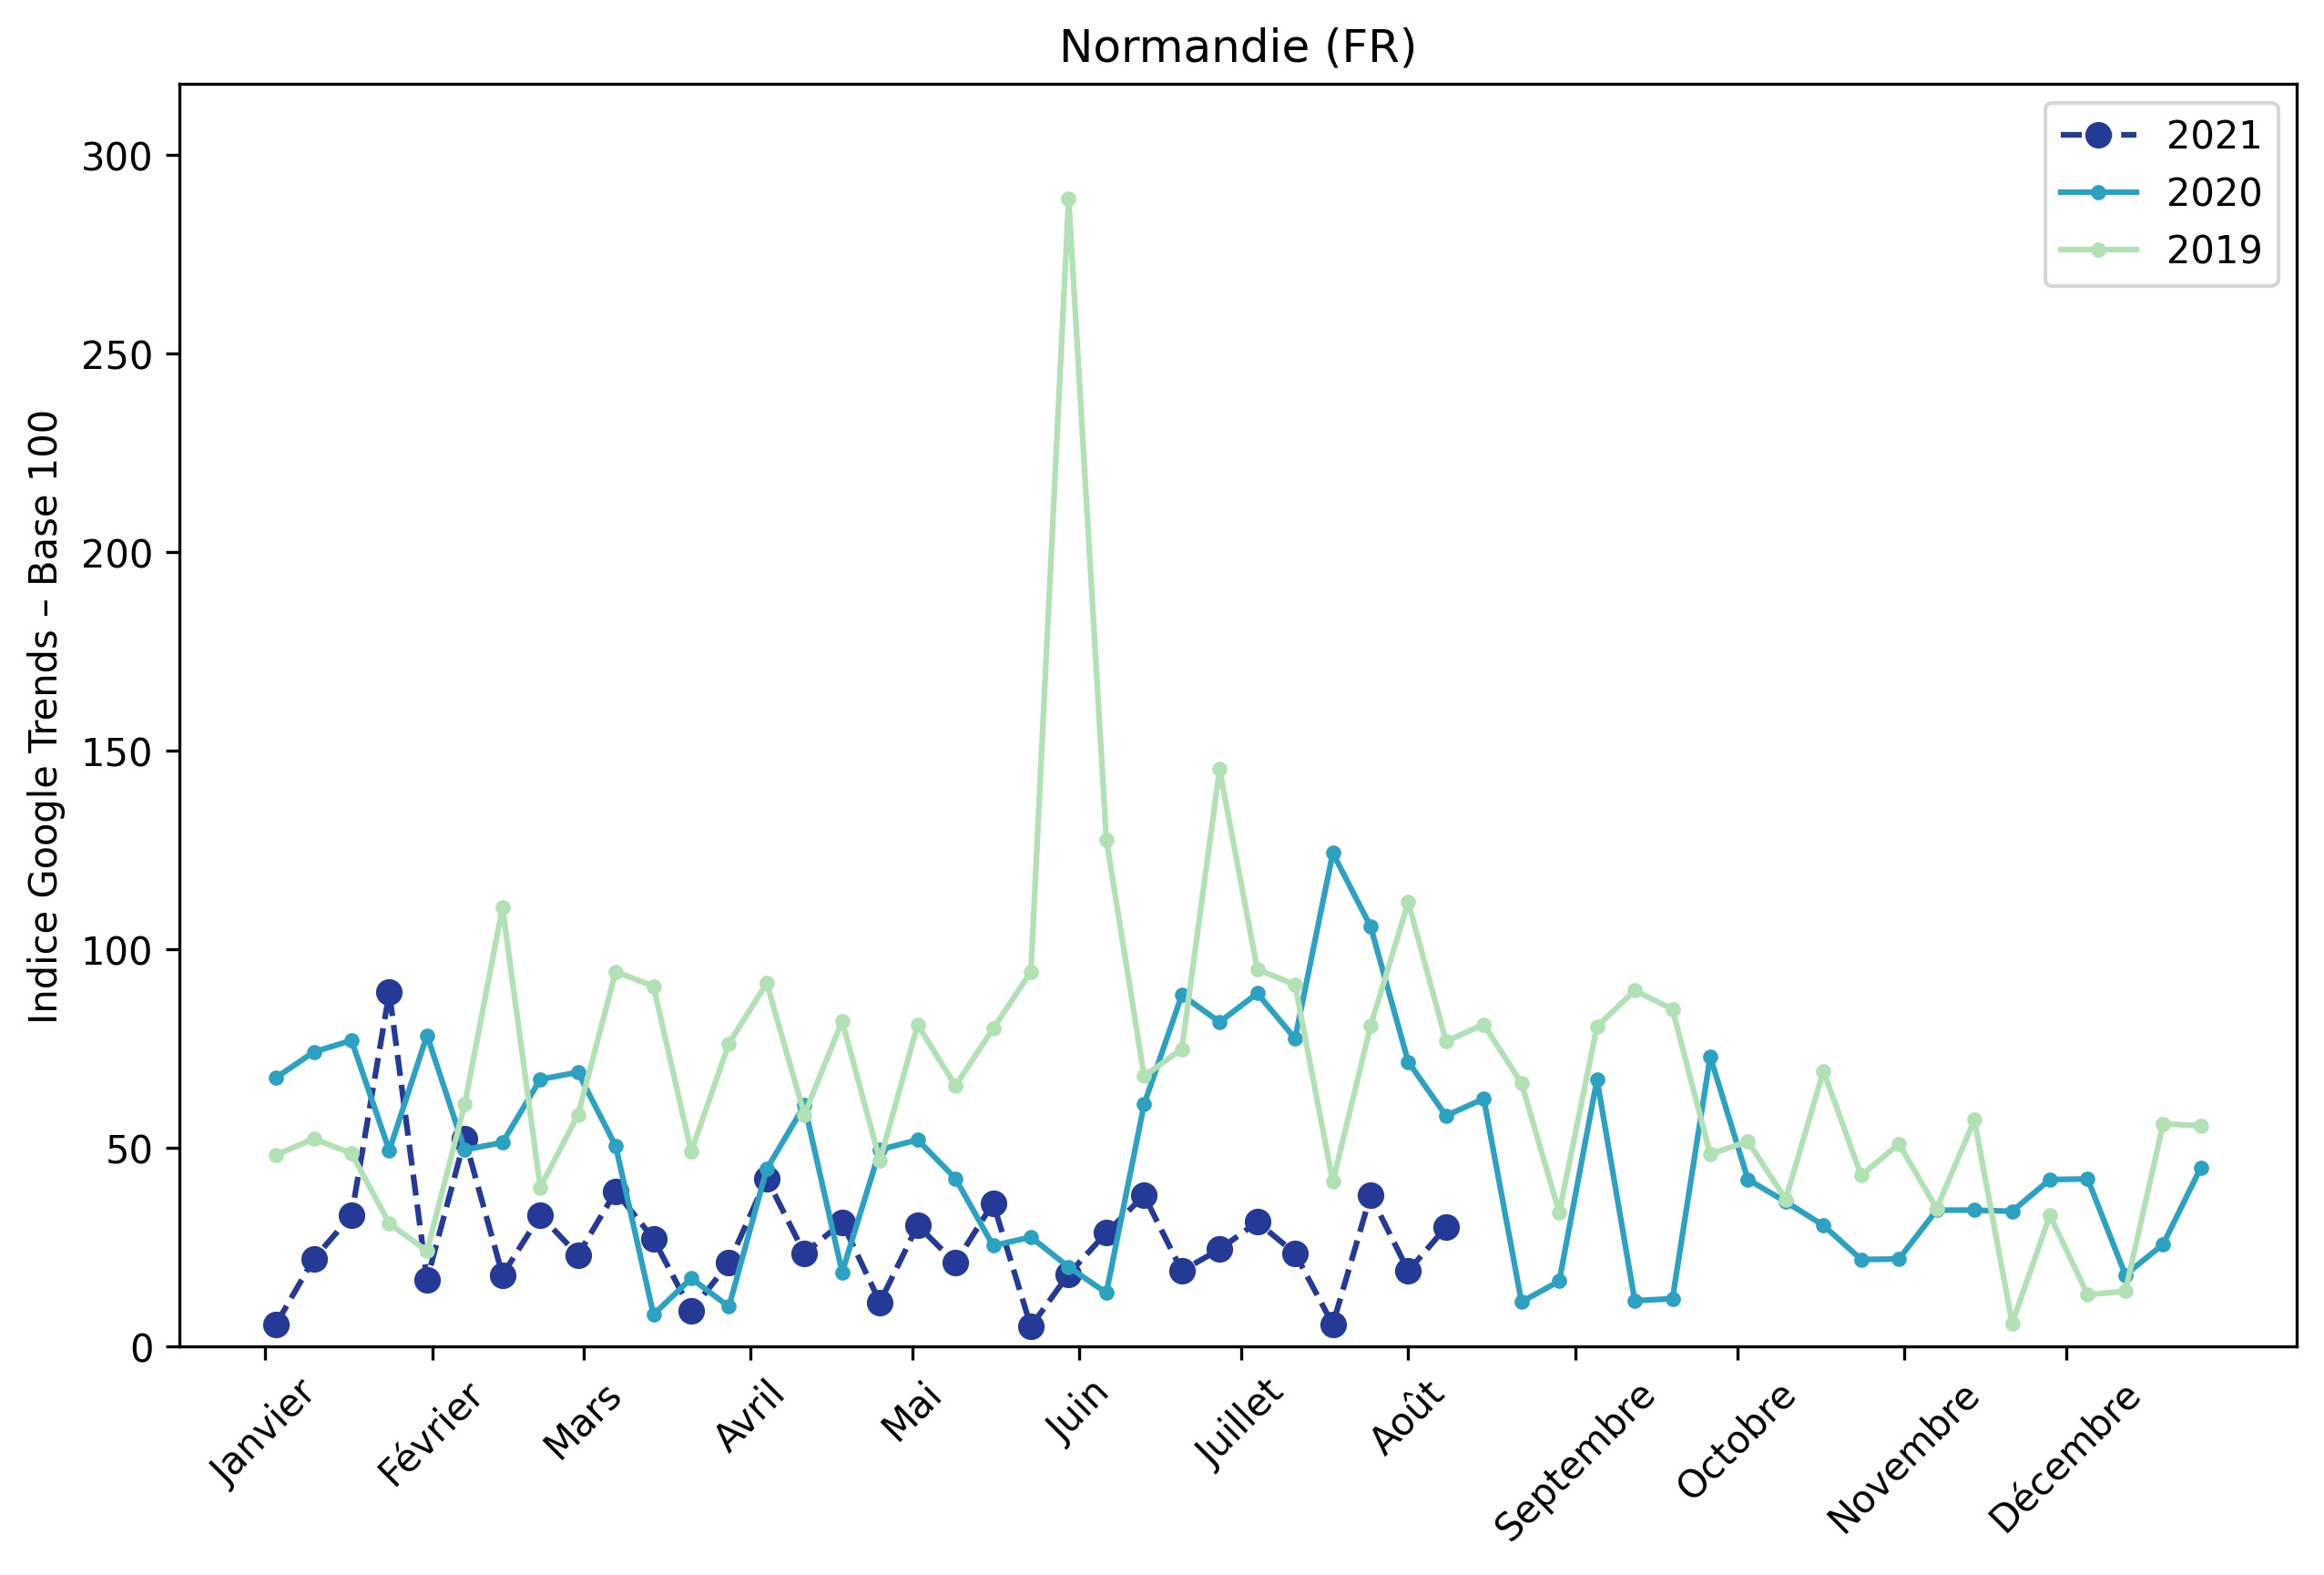 Normandie (FR)
Indice Google Trends – Base 100
300
250
200
150
100
50
0
2021
2020
2019
Janvier
Février
Mars
Avril
Mai
Juin
Juillet
Août
Septembre
Octobre
Novembre
Décembre